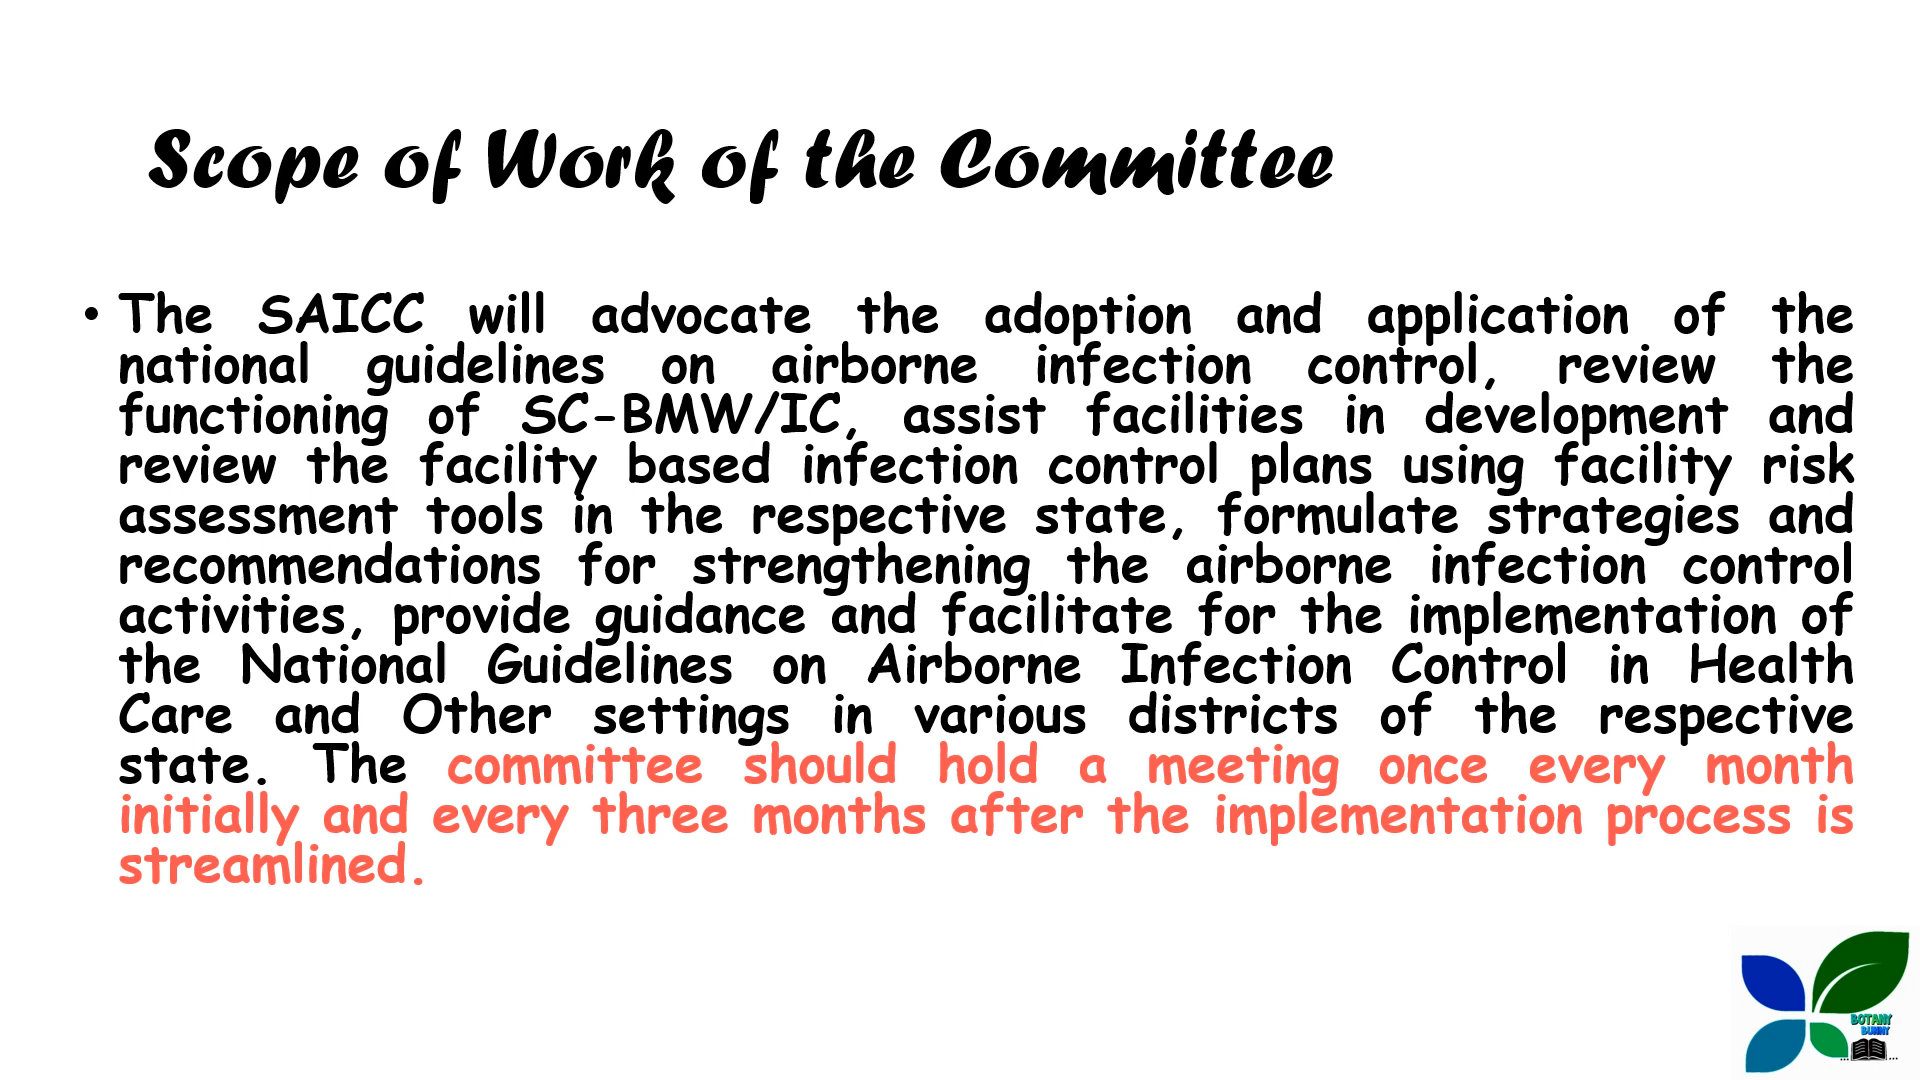 Scope of Work of the Committee
• The SAICC will advocate the adoption and application of the
national guidelines on airborne infection control, review the
functioning of SC-BMW/IC, assist facilities in development and
review the facility based infection control plans using facility risk
assessment tools in the respective state, formulate strategies and
recommendations for strengthening the airborne infection control
activities, provide guidance and facilitate for the implementation of
the National Guidelines on Airborne Infection Control in Health
Care and Other settings in various districts of the respective
state. The committee should hold a meeting once every month
initially and every three months after the implementation process is
streamlined.
BOTANY
BUNNY